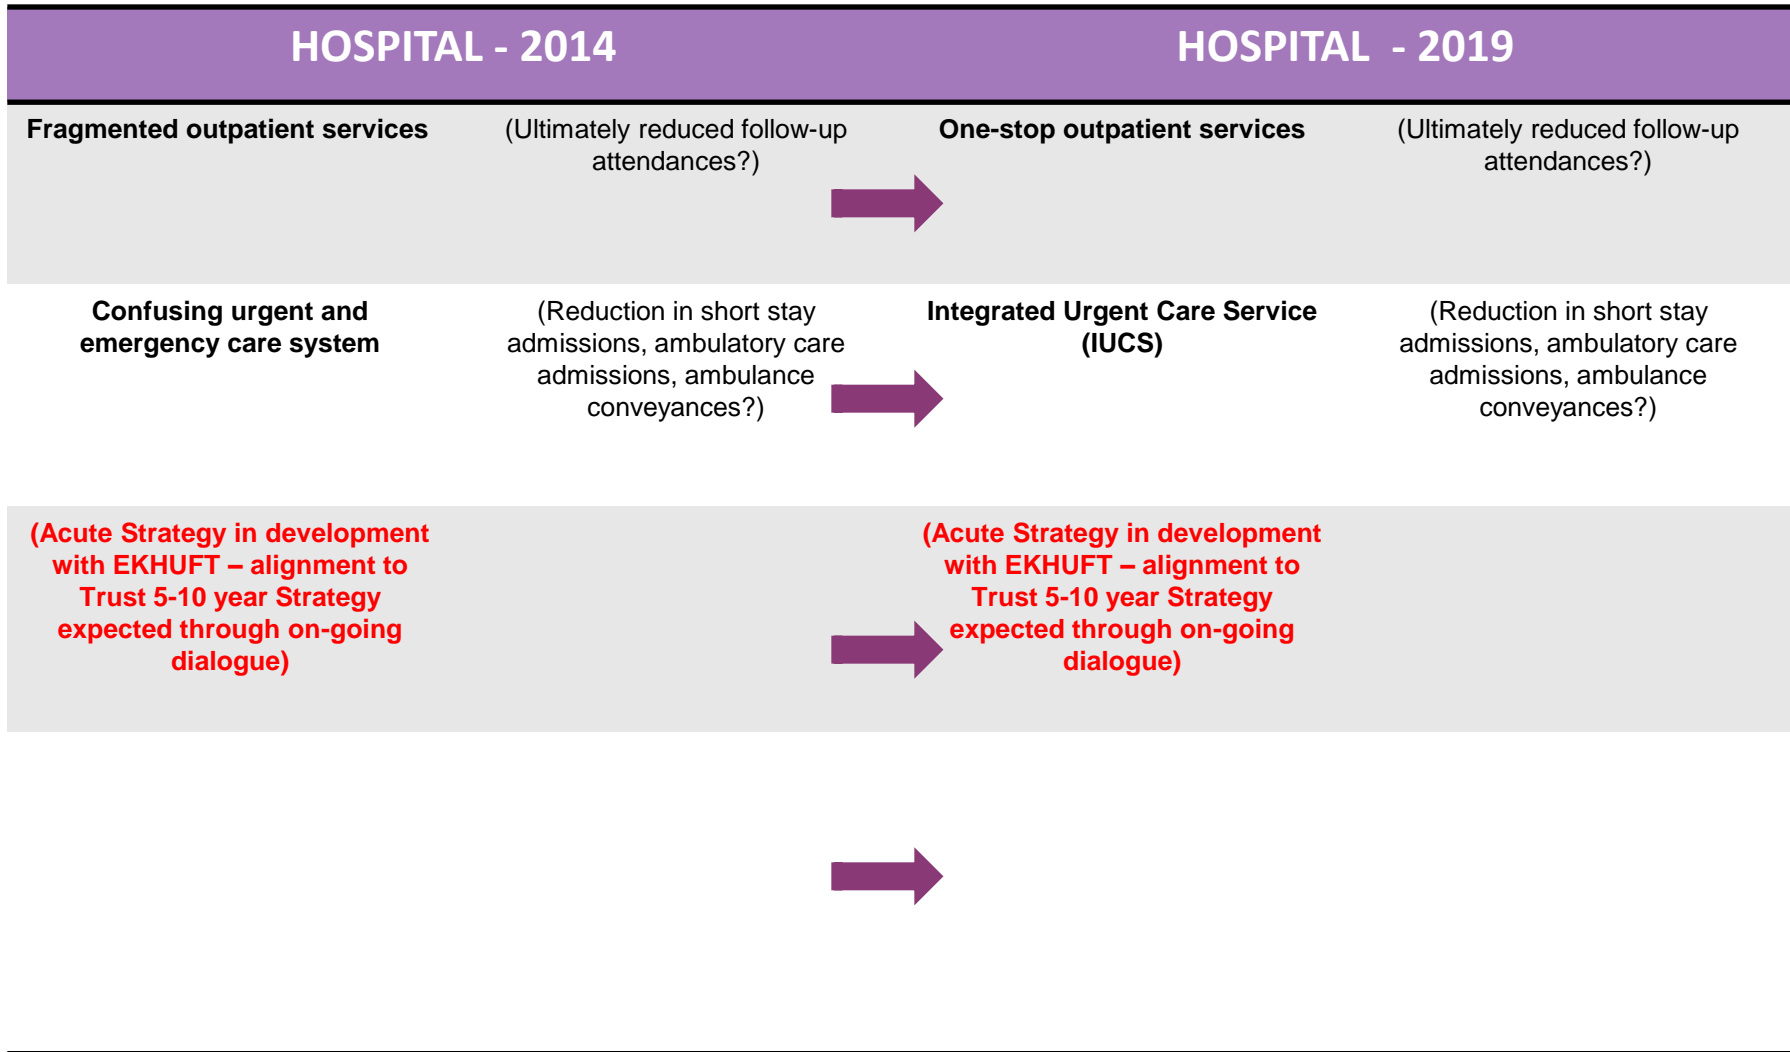 HOSPITAL - 2014
HOSPITAL - 2019
Fragmented outpatient services
(Ultimately reduced follow-up
attendances?)
One-stop outpatient services
(Ultimately reduced follow-up
attendances?)
Confusing urgent and
emergency care system
(Reduction in short stay
admissions, ambulatory care
admissions, ambulance
conveyances?)
Integrated Urgent Care Service
(IUCS)
(Reduction in short stay
admissions, ambulatory care
admissions, ambulance
conveyances?)
(Acute Strategy in development
with EKHUFT – alignment to
Trust 5-10 year Strategy
expected through on-going
dialogue)
(Acute Strategy in development
with EKHUFT – alignment to
Trust 5-10 year Strategy
expected through on-going
dialogue)